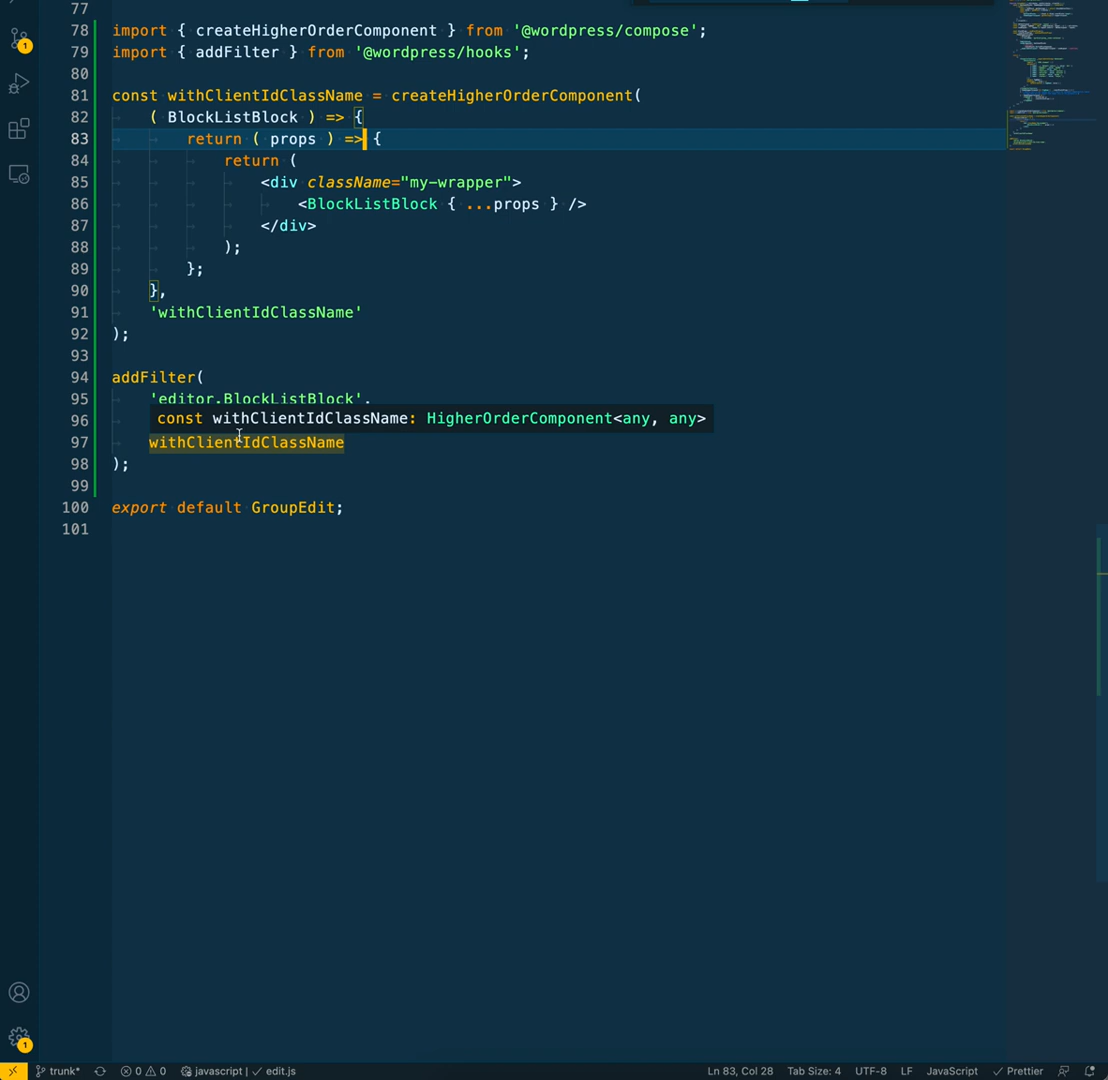 77
78 import { createHigherOrderComponent } from '@wordpress/compose';
79 import { addFilter } from '@wordpress/hooks';
80
81 const withClientIdClassName = createHigherOrderComponent(
82 ( BlockListBlock ) => {
83 return ( props ) => {
84 return (
85 <div className="my-wrapper">
86 <BlockListBlock { ...props } />
87 </div>
88 );
89 };
90 },
91 'withClientIdClassName'
92 );
93
94 addFilter(
95 'editor.BlockListBlock',
96 const withClientIdClassName: HigherOrderComponent<any, any>
97 withClientIdClassName
98 );
99
100 export default GroupEdit;
101
1
1
trunk* 0 0 javascript | ✓ edit.js Ln 83, Col 28 Tab Size: 4 UTF-8 LF JavaScript ✓ Prettier